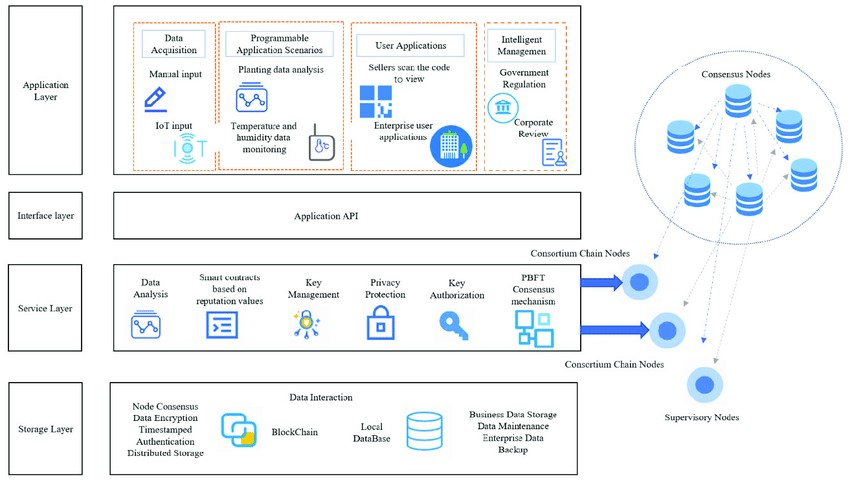 Application
Layer
Data
Acquisition
Manual input
IoT input
I T
Programmable
Application Scenarios
Planting data analysis
Temperature and
humidity data
monitoring
User Applications
Sellers scan the code
to view
Enterprise user
applications
Intelligent
Managemen
Government
Regulation
Corporate
Review
Consensus Nodes
Interface layer
Application API
Service Layer
Data
Analysis
Smart contracts
based on
reputation values
Key
Management
Privacy
Protection
Key
Authorization
PBFT
Consensus
mechanism
Consortium Chain Nodes
Consortium Chain Nodes
Supervisory Nodes
Storage Layer
Data Interaction
Node Consensus
Data Encryption
Timestamped
Authentication
Distributed Storage
BlockChain
Local
DataBase
Business Data Storage
Data Maintenance
Enterprise Data
Backup